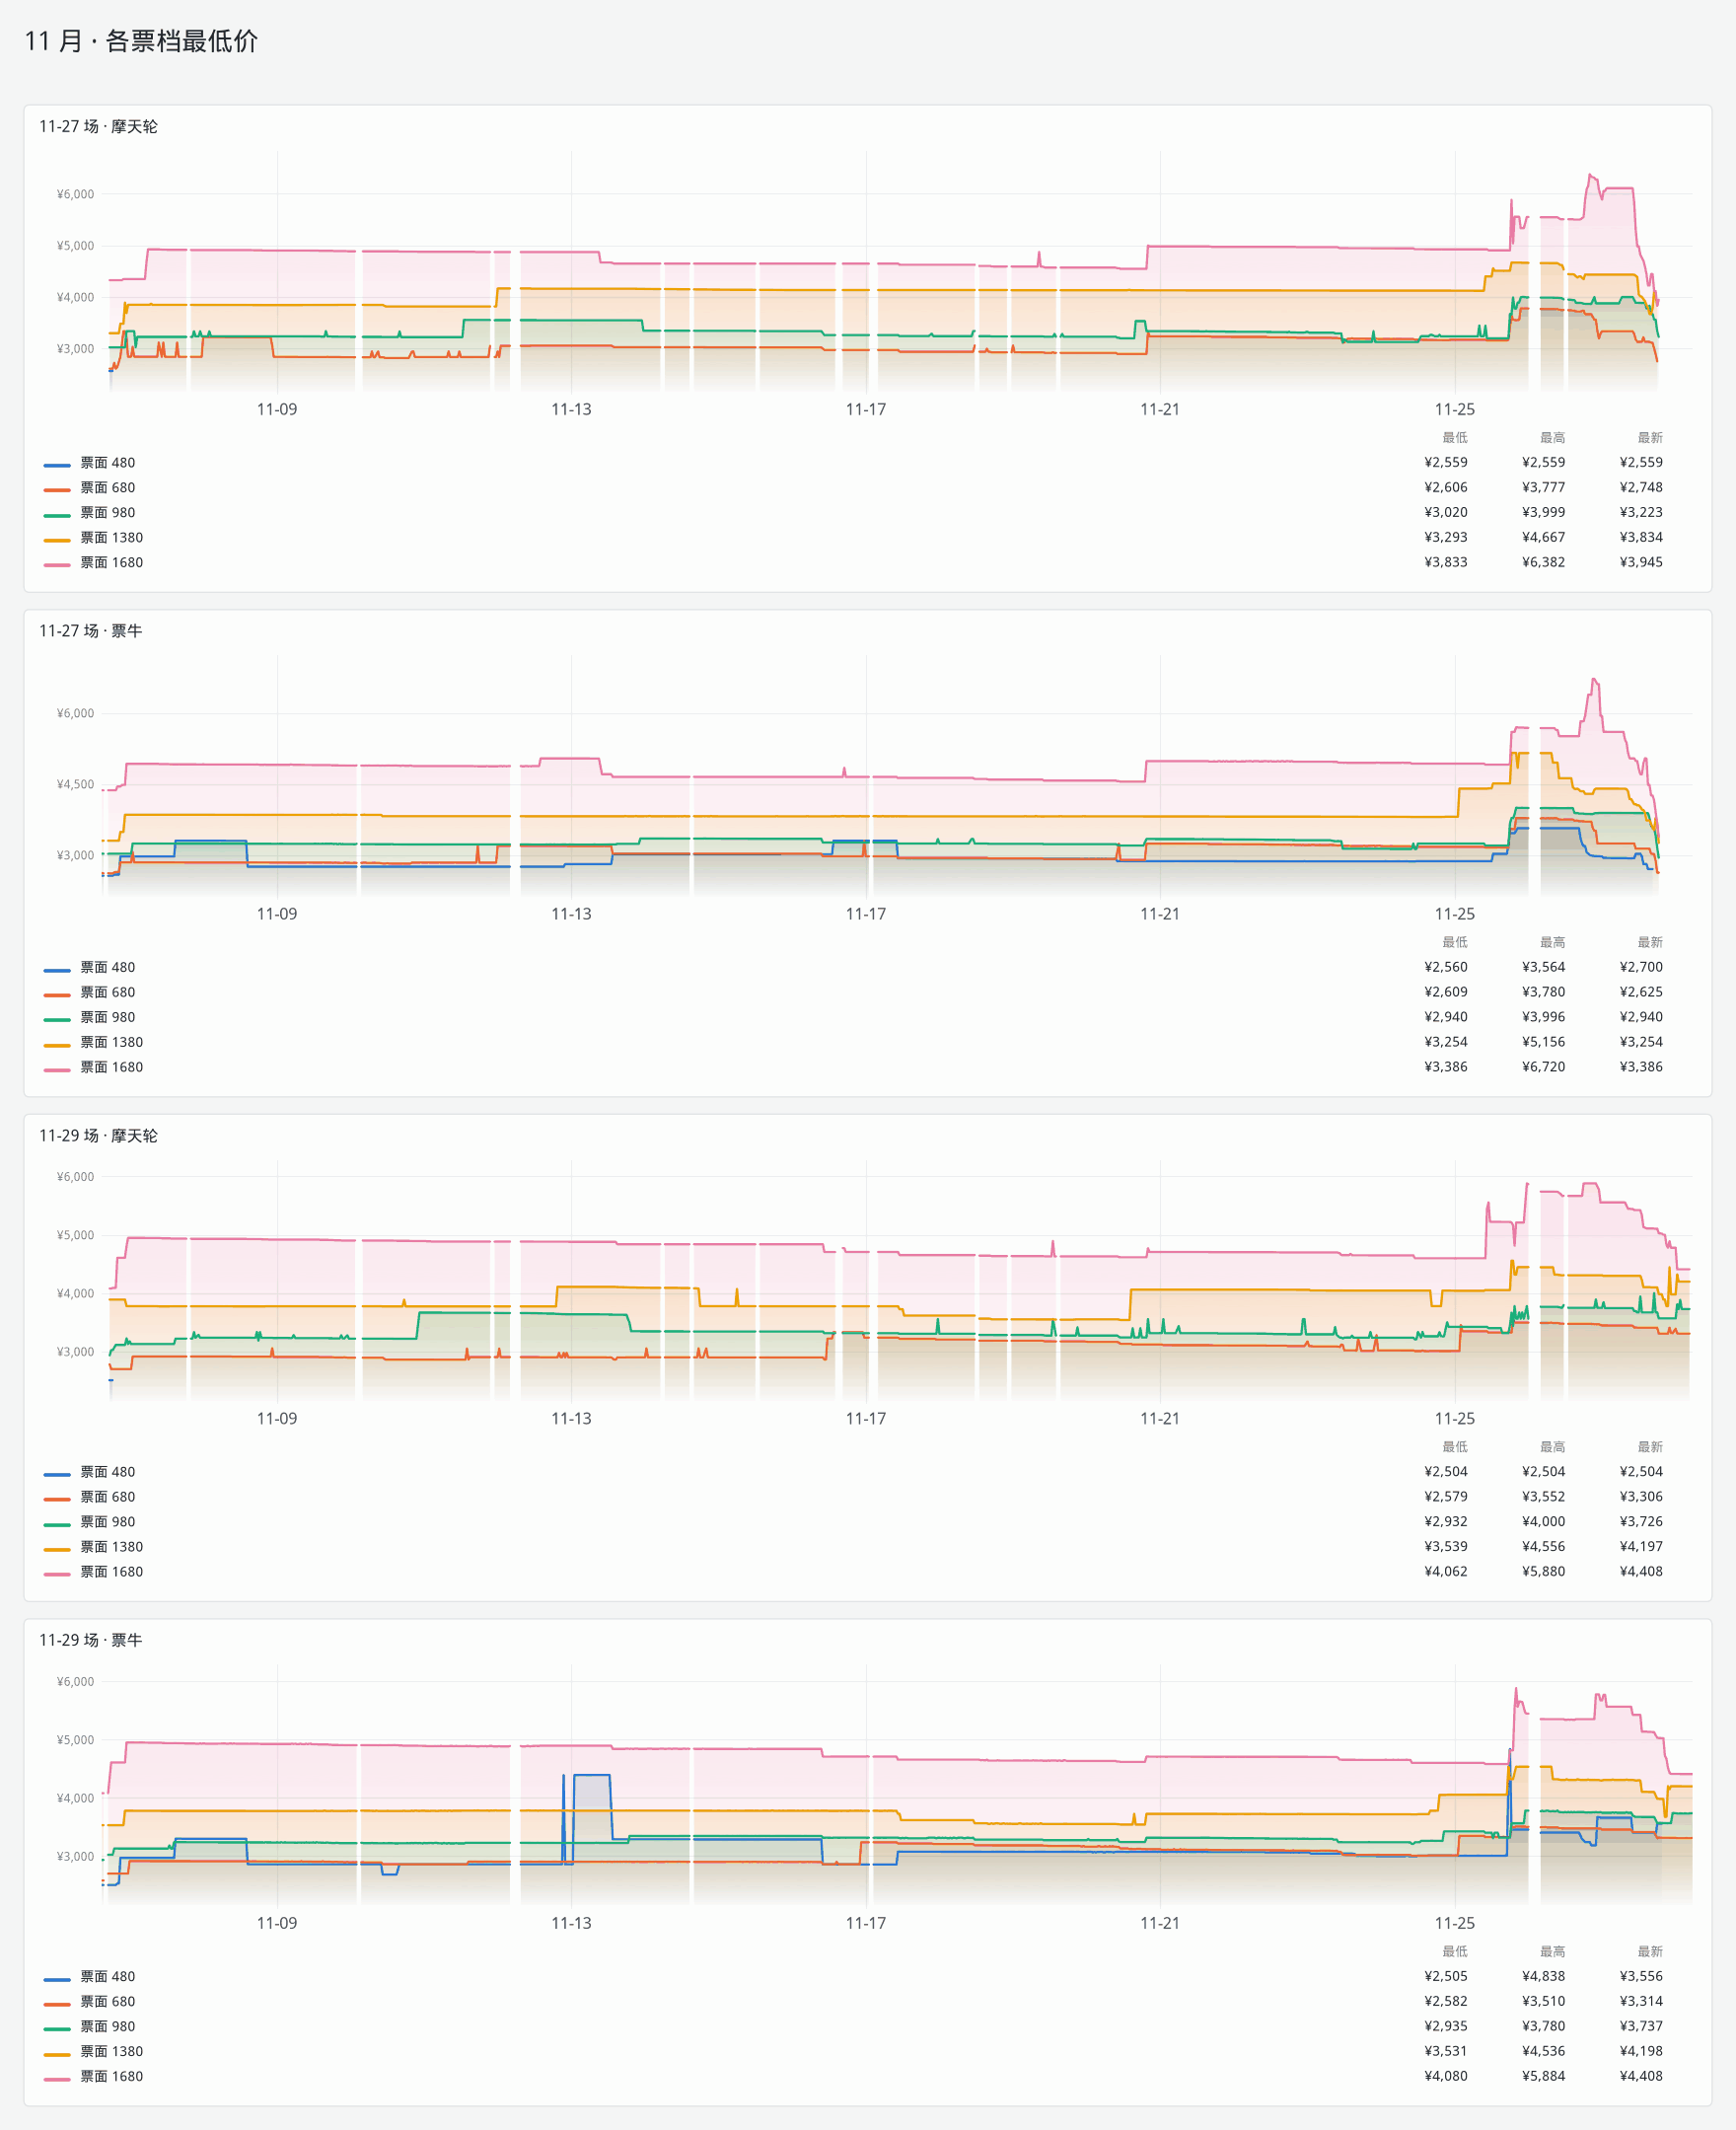 11 月 · 各票档最低价
11-27 场 · 摩天轮
¥6,000
¥5,000
¥4,000
¥3,000
11-09 11-13 11-17 11-21 11-25
最低 最高 最新
票面 480 ¥2,559 ¥2,559 ¥2,559
票面 680 ¥2,606 ¥3,777 ¥2,748
票面 980 ¥3,020 ¥3,999 ¥3,223
票面 1380 ¥3,293 ¥4,667 ¥3,834
票面 1680 ¥3,833 ¥6,382 ¥3,945
11-27 场 · 票牛
¥6,000
¥4,500
¥3,000
11-09 11-13 11-17 11-21 11-25
最低 最高 最新
票面 480 ¥2,560 ¥3,564 ¥2,700
票面 680 ¥2,609 ¥3,780 ¥2,625
票面 980 ¥2,940 ¥3,996 ¥2,940
票面 1380 ¥3,254 ¥5,156 ¥3,254
票面 1680 ¥3,386 ¥6,720 ¥3,386
11-29 场 · 摩天轮
¥6,000
¥5,000
¥4,000
¥3,000
11-09 11-13 11-17 11-21 11-25
最低 最高 最新
票面 480 ¥2,504 ¥2,504 ¥2,504
票面 680 ¥2,579 ¥3,552 ¥3,306
票面 980 ¥2,932 ¥4,000 ¥3,726
票面 1380 ¥3,539 ¥4,556 ¥4,197
票面 1680 ¥4,062 ¥5,880 ¥4,408
11-29 场 · 票牛
¥6,000
¥5,000
¥4,000
¥3,000
11-09 11-13 11-17 11-21 11-25
最低 最高 最新
票面 480 ¥2,505 ¥4,838 ¥3,556
票面 680 ¥2,582 ¥3,510 ¥3,314
票面 980 ¥2,935 ¥3,780 ¥3,737
票面 1380 ¥3,531 ¥4,536 ¥4,198
票面 1680 ¥4,080 ¥5,884 ¥4,408